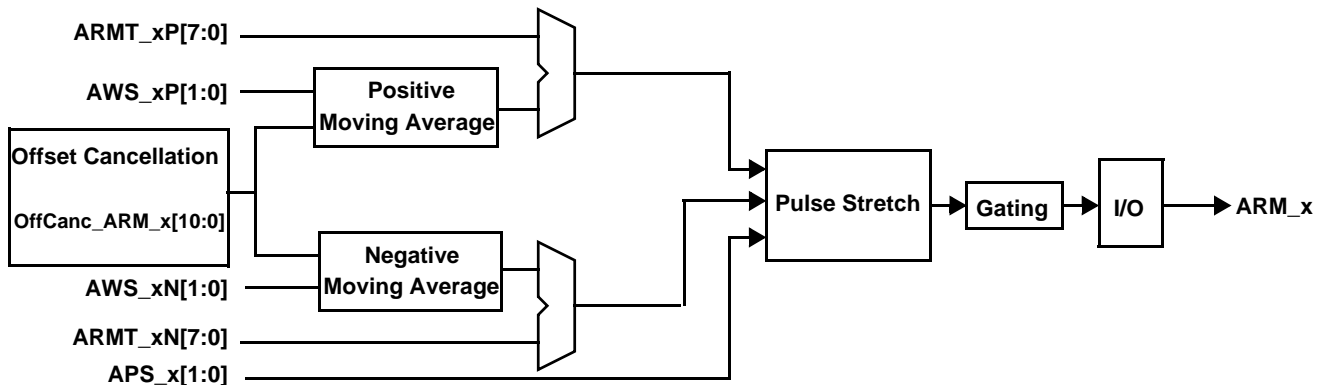 ARMT_xP[7:0]
AWS_xP[1:0]
Positive
Moving Average
Offset Cancellation
OffCanc_ARM_x[10:0]
Pulse Stretch
Gating
I/O
ARM_x
Negative
Moving Average
AWS_xN[1:0]
ARMT_xN[7:0]
APS_x[1:0]